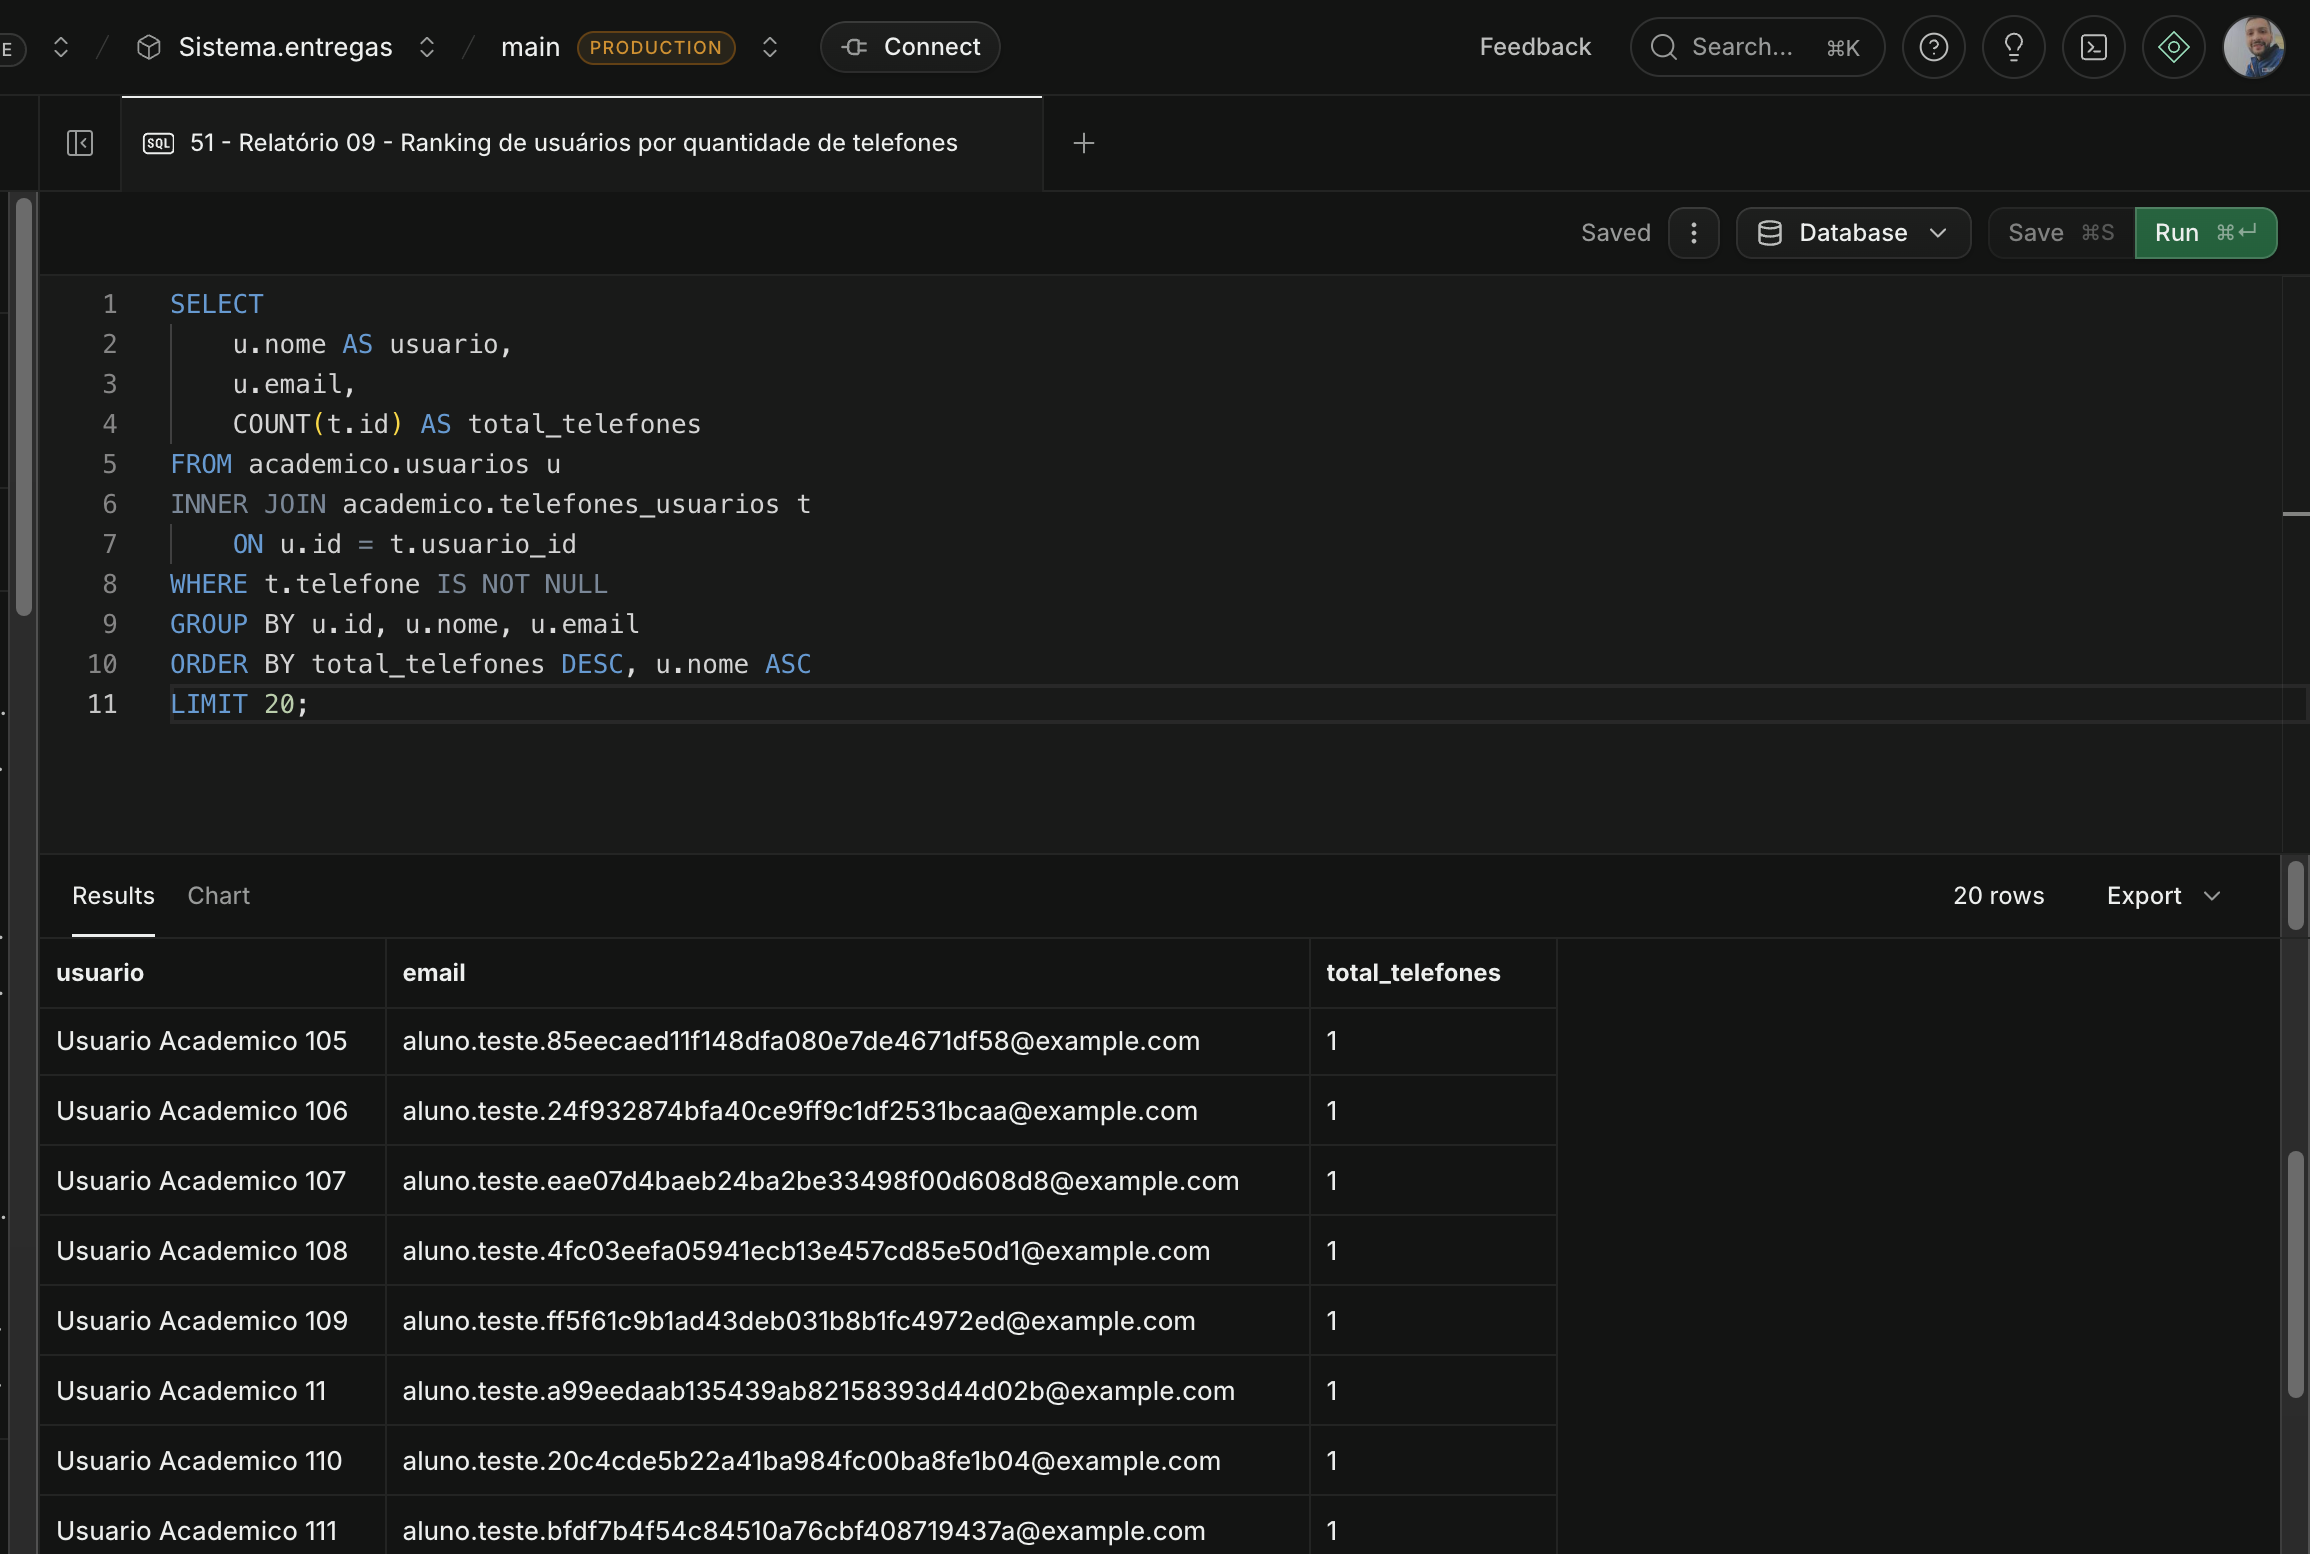 E / Sistema.entregas / main PRODUCTION Connect Feedback Search... ⌘K
SQL 51 - Relatório 09 - Ranking de usuários por quantidade de telefones +
Saved Database Save ⌘S Run ⌘↵
1 SELECT
2 u.nome AS usuario,
3 u.email,
4 COUNT(t.id) AS total_telefones
5 FROM academico.usuarios u
6 INNER JOIN academico.telefones_usuarios t
7 ON u.id = t.usuario_id
8 WHERE t.telefone IS NOT NULL
9 GROUP BY u.id, u.nome, u.email
10 ORDER BY total_telefones DESC, u.nome ASC
11 LIMIT 20;
Results Chart 20 rows Export
usuario email total_telefones
Usuario Academico 105 aluno.teste.85eecaed11f148dfa080e7de4671df58@example.com 1
Usuario Academico 106 aluno.teste.24f932874bfa40ce9ff9c1df2531bcaa@example.com 1
Usuario Academico 107 aluno.teste.eae07d4baeb24ba2be33498f00d608d8@example.com 1
Usuario Academico 108 aluno.teste.4fc03eefa05941ecb13e457cd85e50d1@example.com 1
Usuario Academico 109 aluno.teste.ff5f61c9b1ad43deb031b8b1fc4972ed@example.com 1
Usuario Academico 11 aluno.teste.a99eedaab135439ab82158393d44d02b@example.com 1
Usuario Academico 110 aluno.teste.20c4cde5b22a41ba984fc00ba8fe1b04@example.com 1
Usuario Academico 111 aluno.teste.bfdf7b4f54c84510a76cbf408719437a@example.com 1